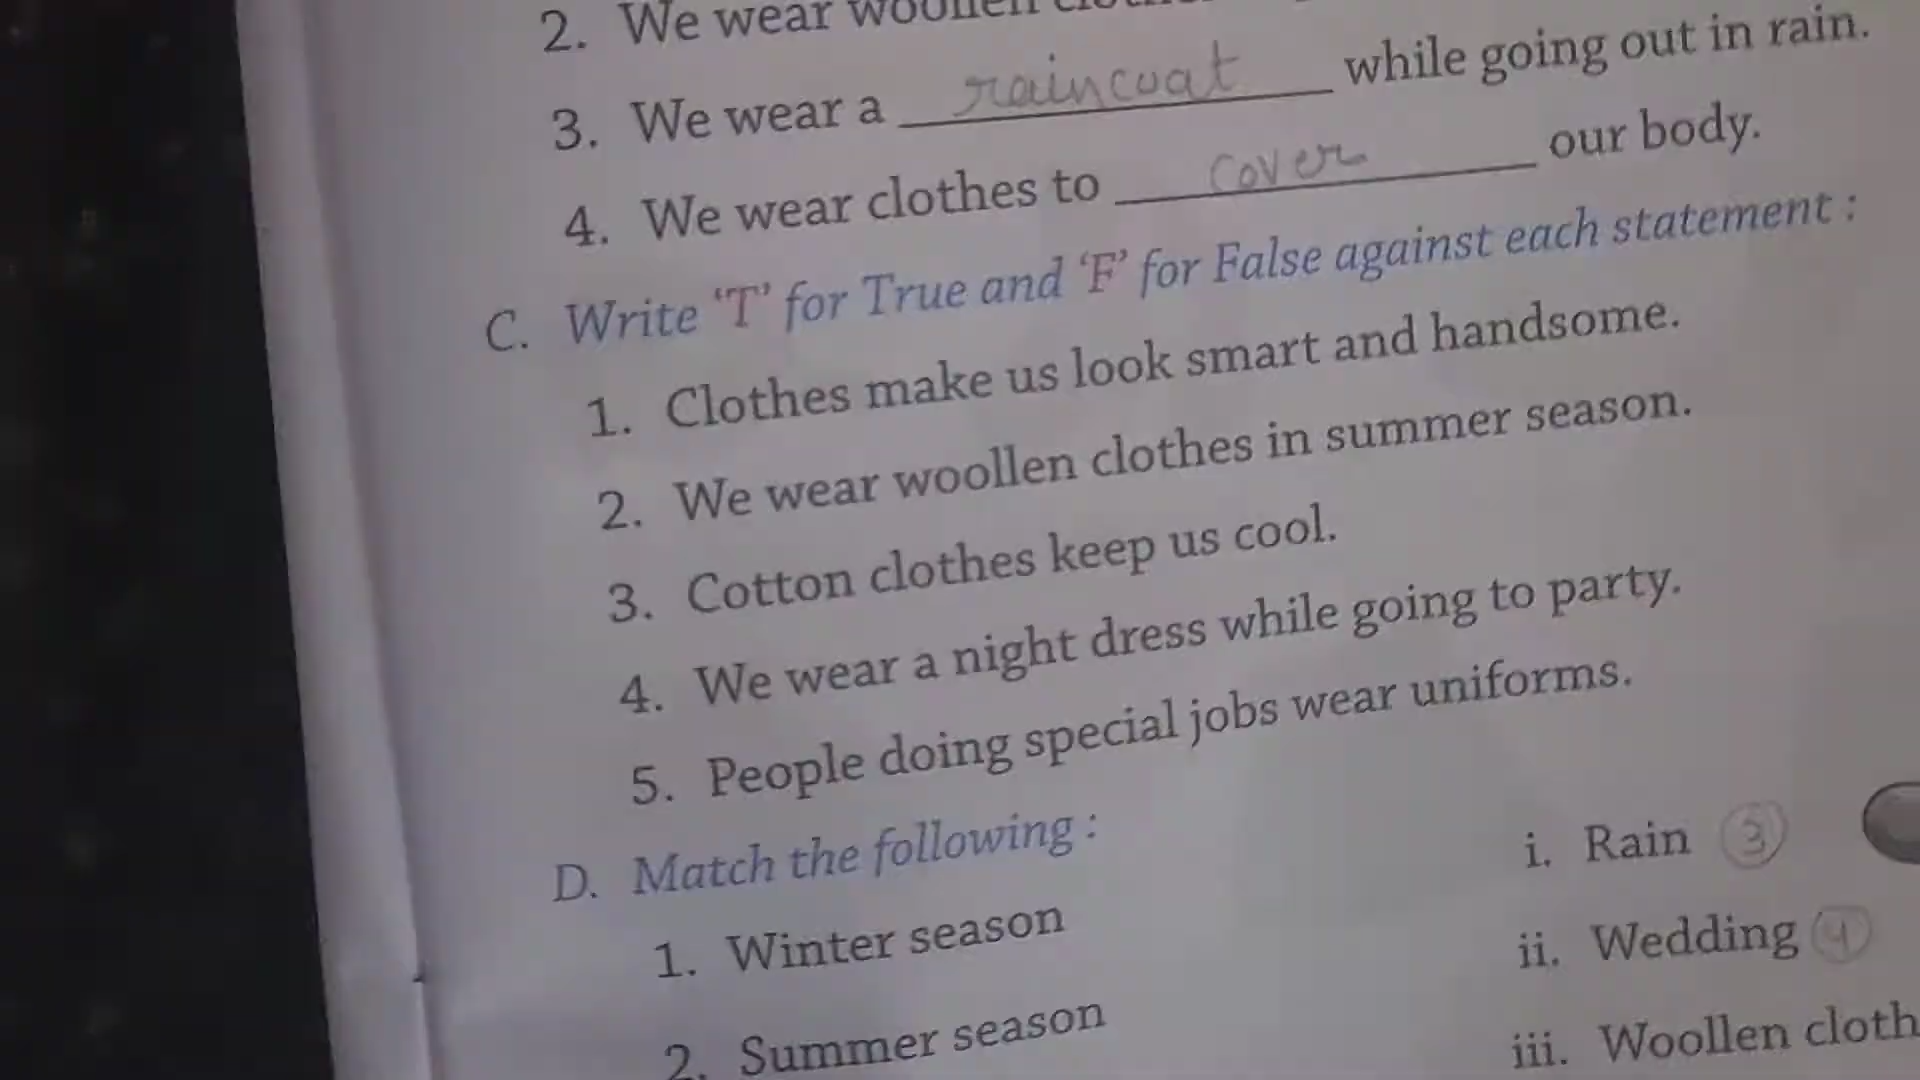 2. We wear woollen
3. We wear a raincoat while going out in rain.
4. We wear clothes to cover our body.
C. Write 'T' for True and 'F' for False against each statement :
1. Clothes make us look smart and handsome.
2. We wear woollen clothes in summer season.
3. Cotton clothes keep us cool.
4. We wear a night dress while going to party.
5. People doing special jobs wear uniforms.
D. Match the following :
i. Rain 3
1. Winter season
ii. Wedding 4
2. Summer season
iii. Woollen cloth